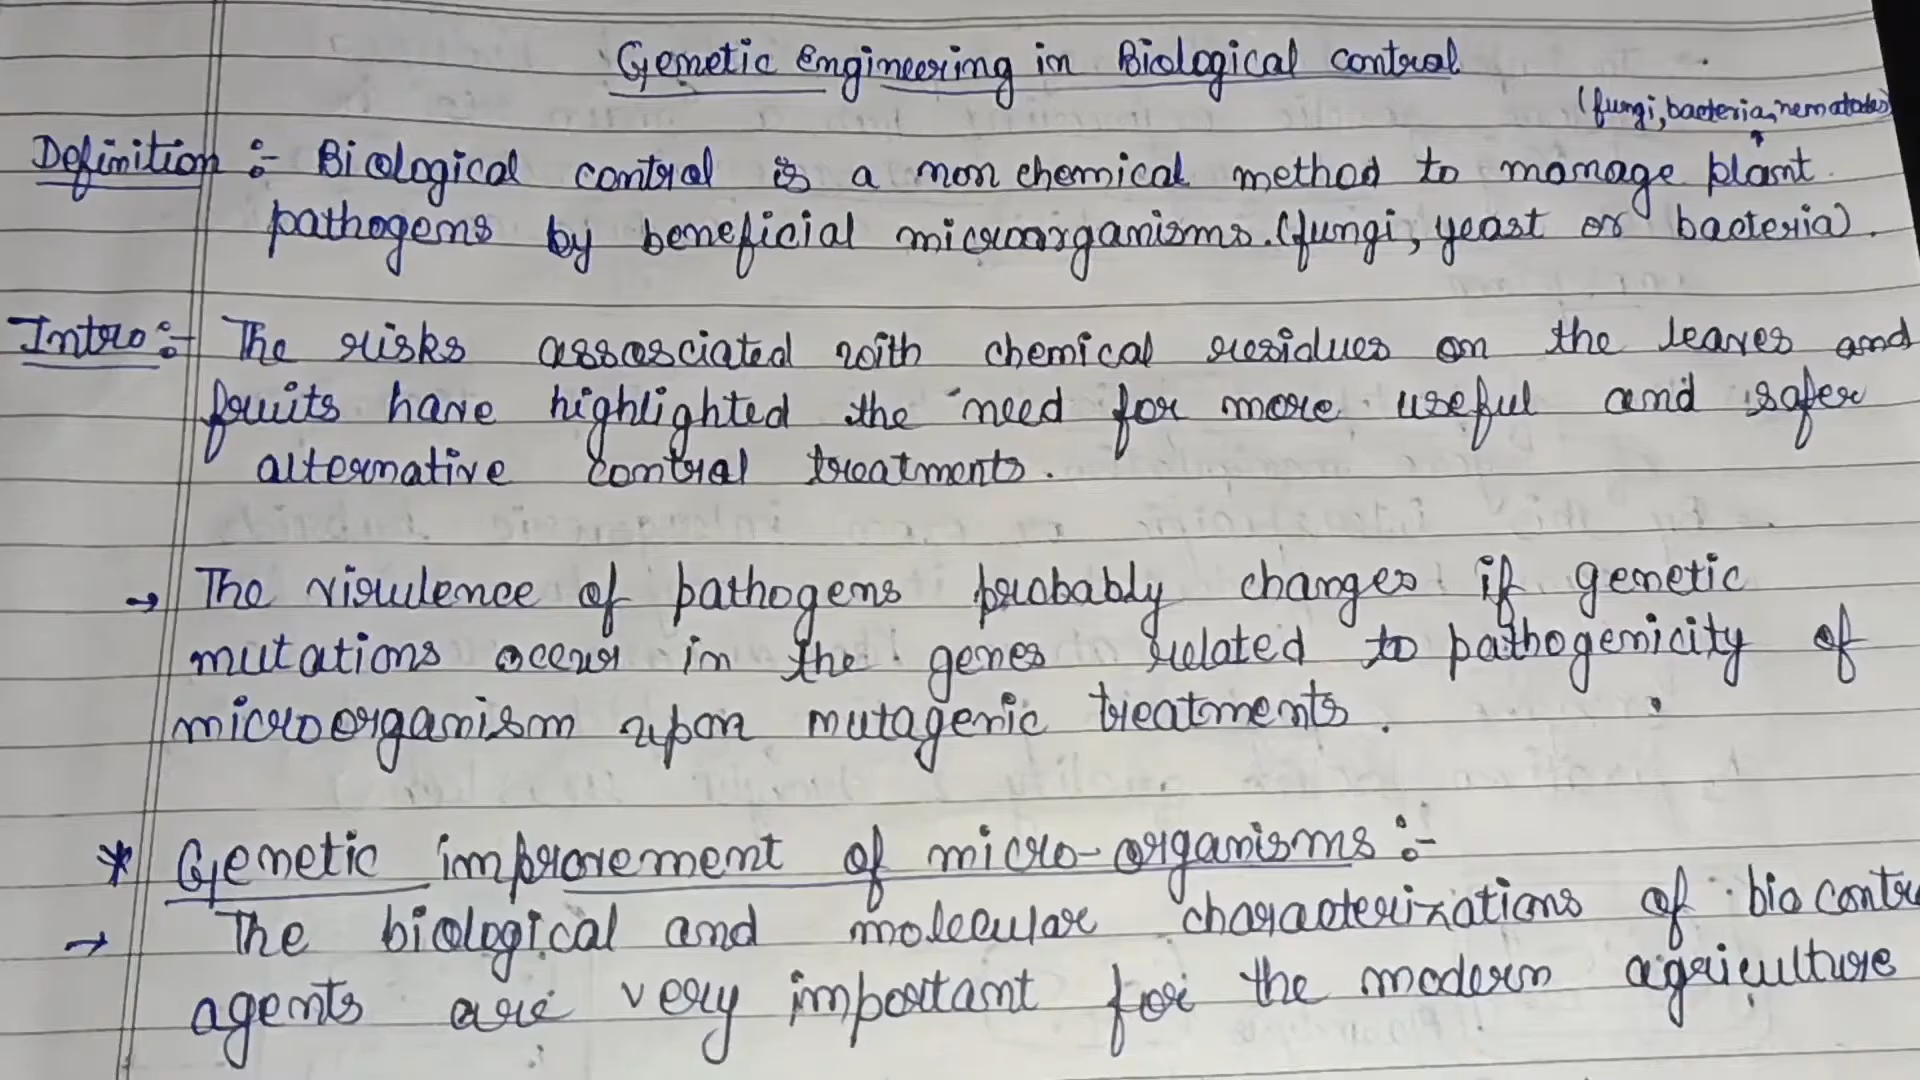 Genetic engineering in Biological control
(fungi, bacteria, nematodes)
Definition :- Biological control is a non chemical method to manage plant
pathogens by beneficial microorganisms. (fungi, yeast or bacteria).
Intro :- The risks assosciated with chemical residues on the leaves and
fruits have highlighted the need for more useful and safer
alternative control treatments.
→ The virulence of pathogens probably changes if genetic
mutations occur in the genes related to pathogenicity of
microorganism upon mutagenic treatments.
* Genetic improvement of micro-organisms :-
→ The biological and molecular characterizations of bio contr
agents are very important for the modern agriculture